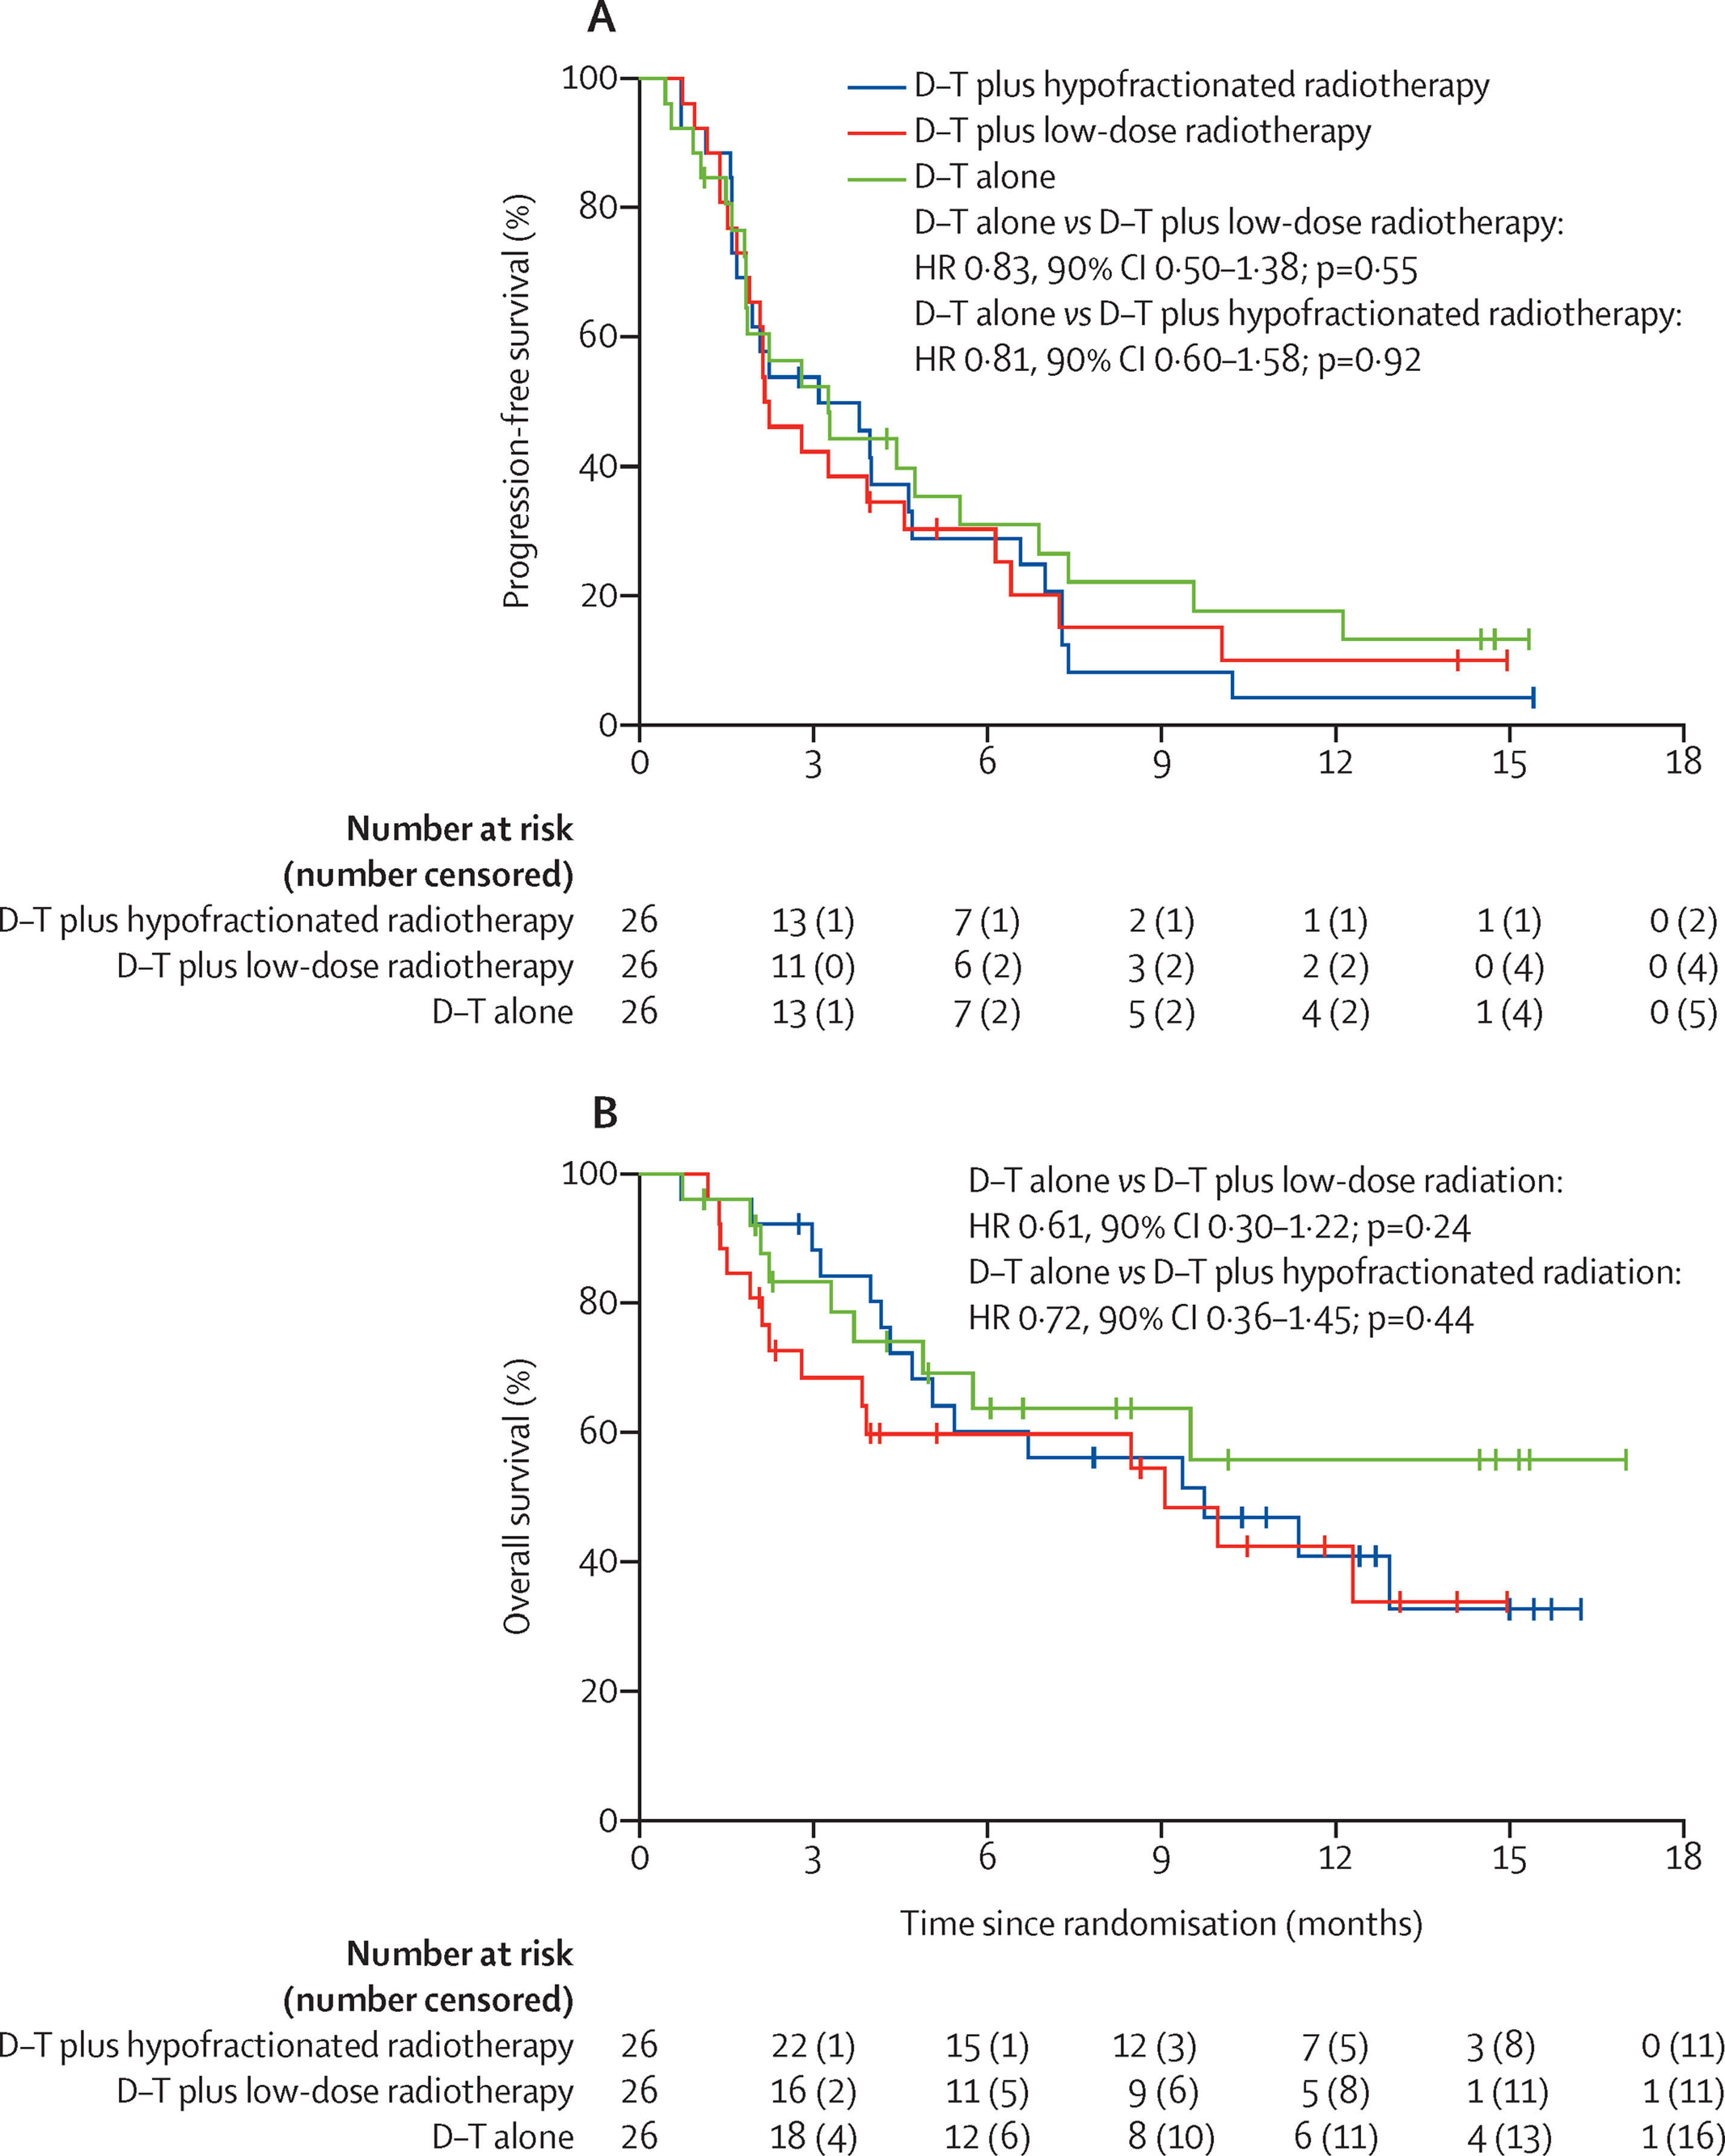 A
100
80
60
40
20
0
Progression-free survival (%)
D–T plus hypofractionated radiotherapy
D–T plus low-dose radiotherapy
D–T alone
D–T alone vs D–T plus low-dose radiotherapy:
HR 0·83, 90% CI 0·50–1·38; p=0·55
D–T alone vs D–T plus hypofractionated radiotherapy:
HR 0·81, 90% CI 0·60–1·58; p=0·92
0 3 6 9 12 15 18
Number at risk
(number censored)
D–T plus hypofractionated radiotherapy 26 13 (1) 7 (1) 2 (1) 1 (1) 1 (1) 0 (2)
D–T plus low-dose radiotherapy 26 11 (0) 6 (2) 3 (2) 2 (2) 0 (4) 0 (4)
D–T alone 26 13 (1) 7 (2) 5 (2) 4 (2) 1 (4) 0 (5)
B
100
80
60
40
20
0
Overall survival (%)
D–T alone vs D–T plus low-dose radiation:
HR 0·61, 90% CI 0·30–1·22; p=0·24
D–T alone vs D–T plus hypofractionated radiation:
HR 0·72, 90% CI 0·36–1·45; p=0·44
0 3 6 9 12 15 18
Time since randomisation (months)
Number at risk
(number censored)
D–T plus hypofractionated radiotherapy 26 22 (1) 15 (1) 12 (3) 7 (5) 3 (8) 0 (11)
D–T plus low-dose radiotherapy 26 16 (2) 11 (5) 9 (6) 5 (8) 1 (11) 1 (11)
D–T alone 26 18 (4) 12 (6) 8 (10) 6 (11) 4 (13) 1 (16)